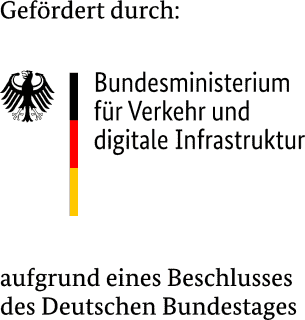 Gefördert durch:
Bundesministerium
für Verkehr und
digitale Infrastruktur
aufgrund eines Beschlusses
des Deutschen Bundestages